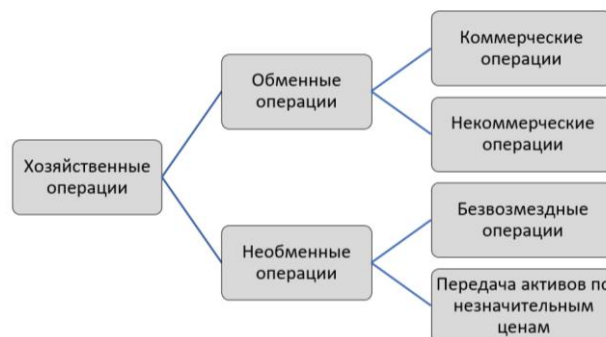 Хозяйственные
операции
Обменные
операции
Необменные
операции
Коммерческие
операции
Некоммерческие
операции
Безвозмездные
операции
Передача активов по
незначительным
ценам